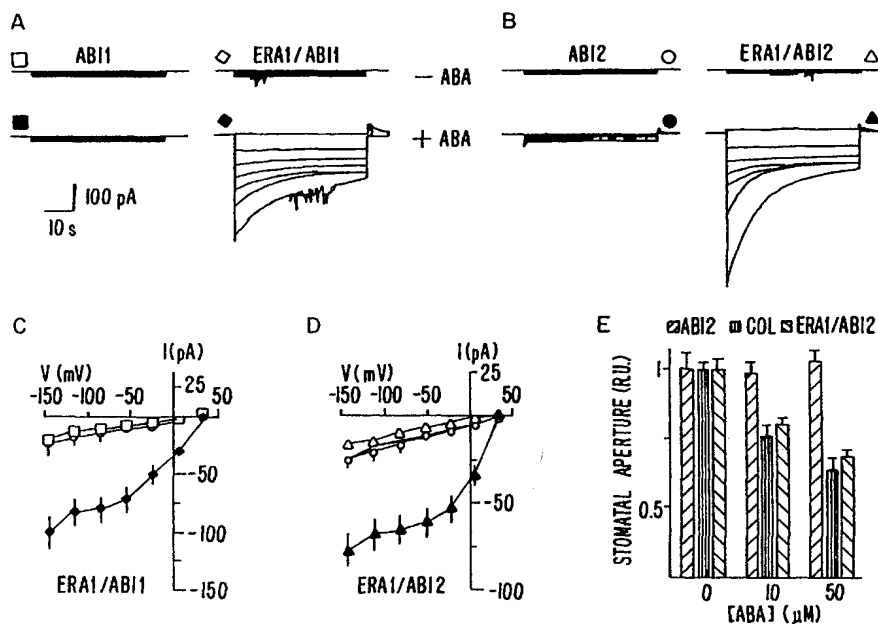 A
B
ABI1
ERA1/ABI1
ABI2
ERA1/ABI2
— ABA
+ ABA
100 pA
10 s
C
D
E
V (mV)
I(pA)
-150
-100
-50
50
25
-50
-100
-150
ERA1/ABI1
V (mV)
I(pA)
-150
-100
-50
50
25
-50
-100
ERA1/ABI2
ABI2 COL ERA1/ABI2
STOMATAL APERTURE (R.U.)
1
0.5
0
10
50
[ABA] (µM)